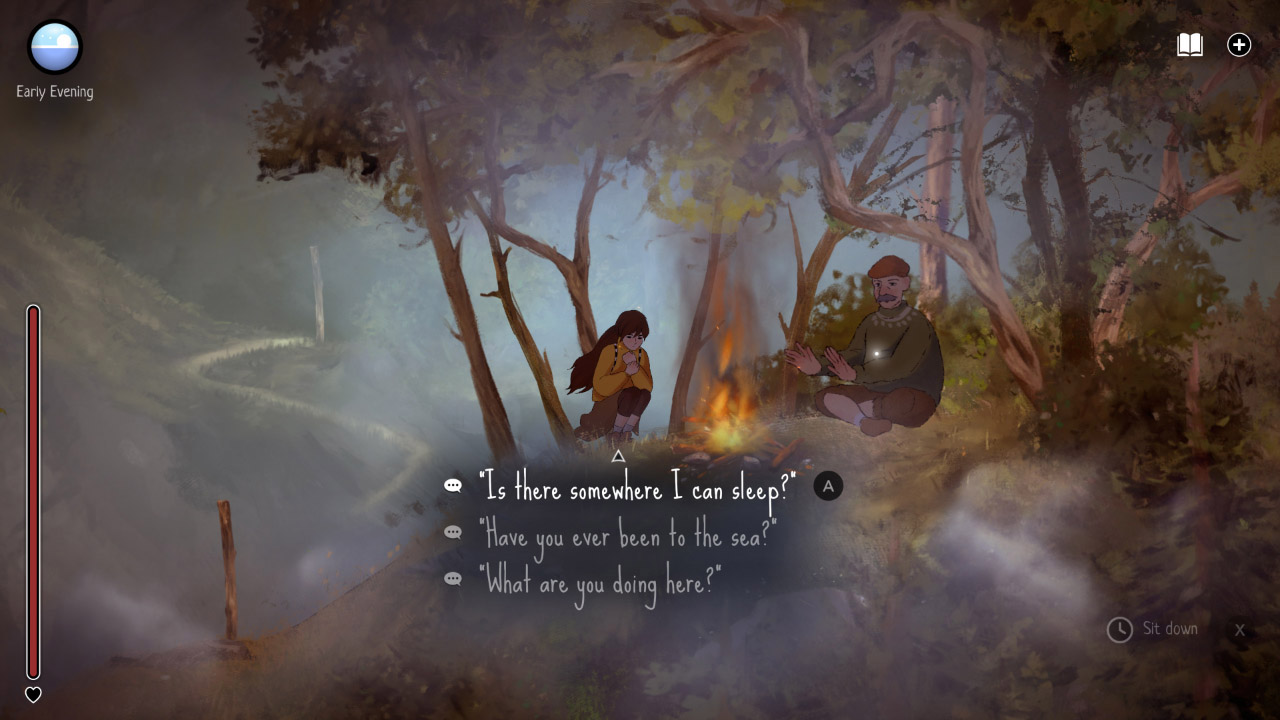 Early Evening
"Is there somewhere I can sleep?" A
"Have you ever been to the sea?"
"What are you doing here?"
Sit down X